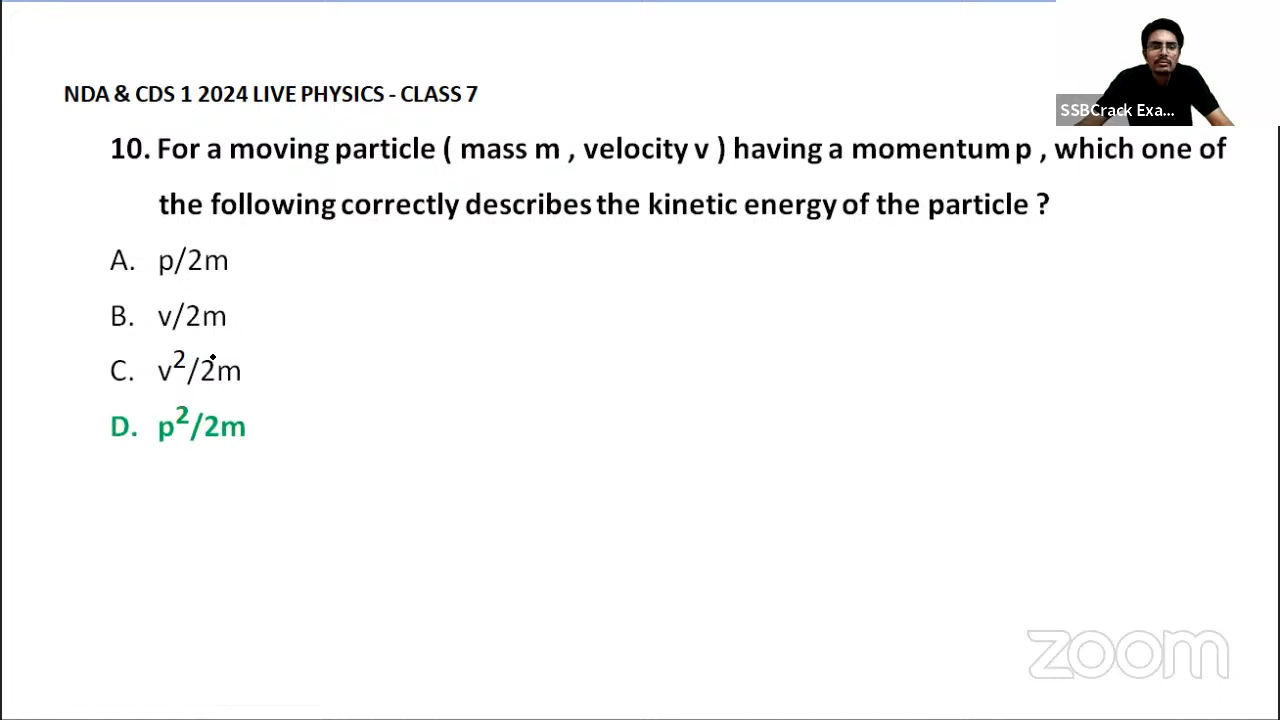 NDA & CDS 1 2024 LIVE PHYSICS - CLASS 7
SSBCrack Exa...
10. For a moving particle ( mass m , velocity v ) having a momentum p , which one of
the following correctly describes the kinetic energy of the particle ?
A. p/2m
B. v/2m
C. v²/2m
D. p²/2m
zoom